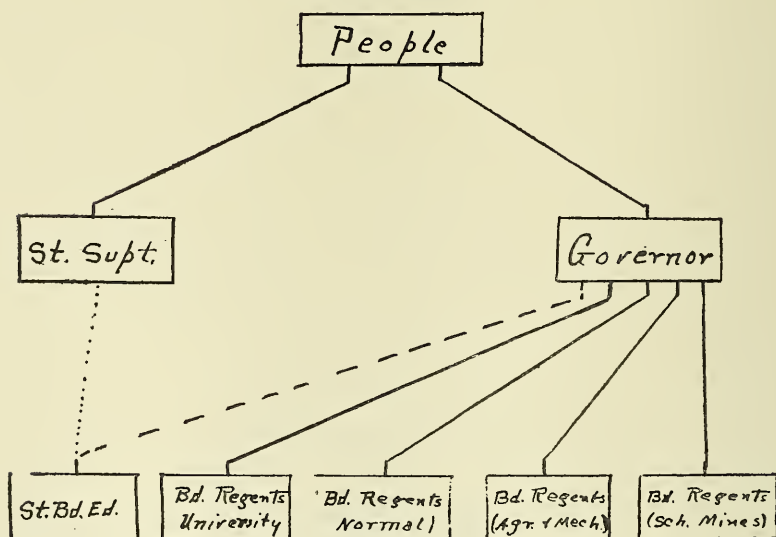 People
St. Supt.
Governor
St. Bd. Ed.
Bd. Regents
University
Bd. Regents
Normal)
Bd. Regents
(Agr. & Mech)
Bd. Regents
(Sch. Mines)